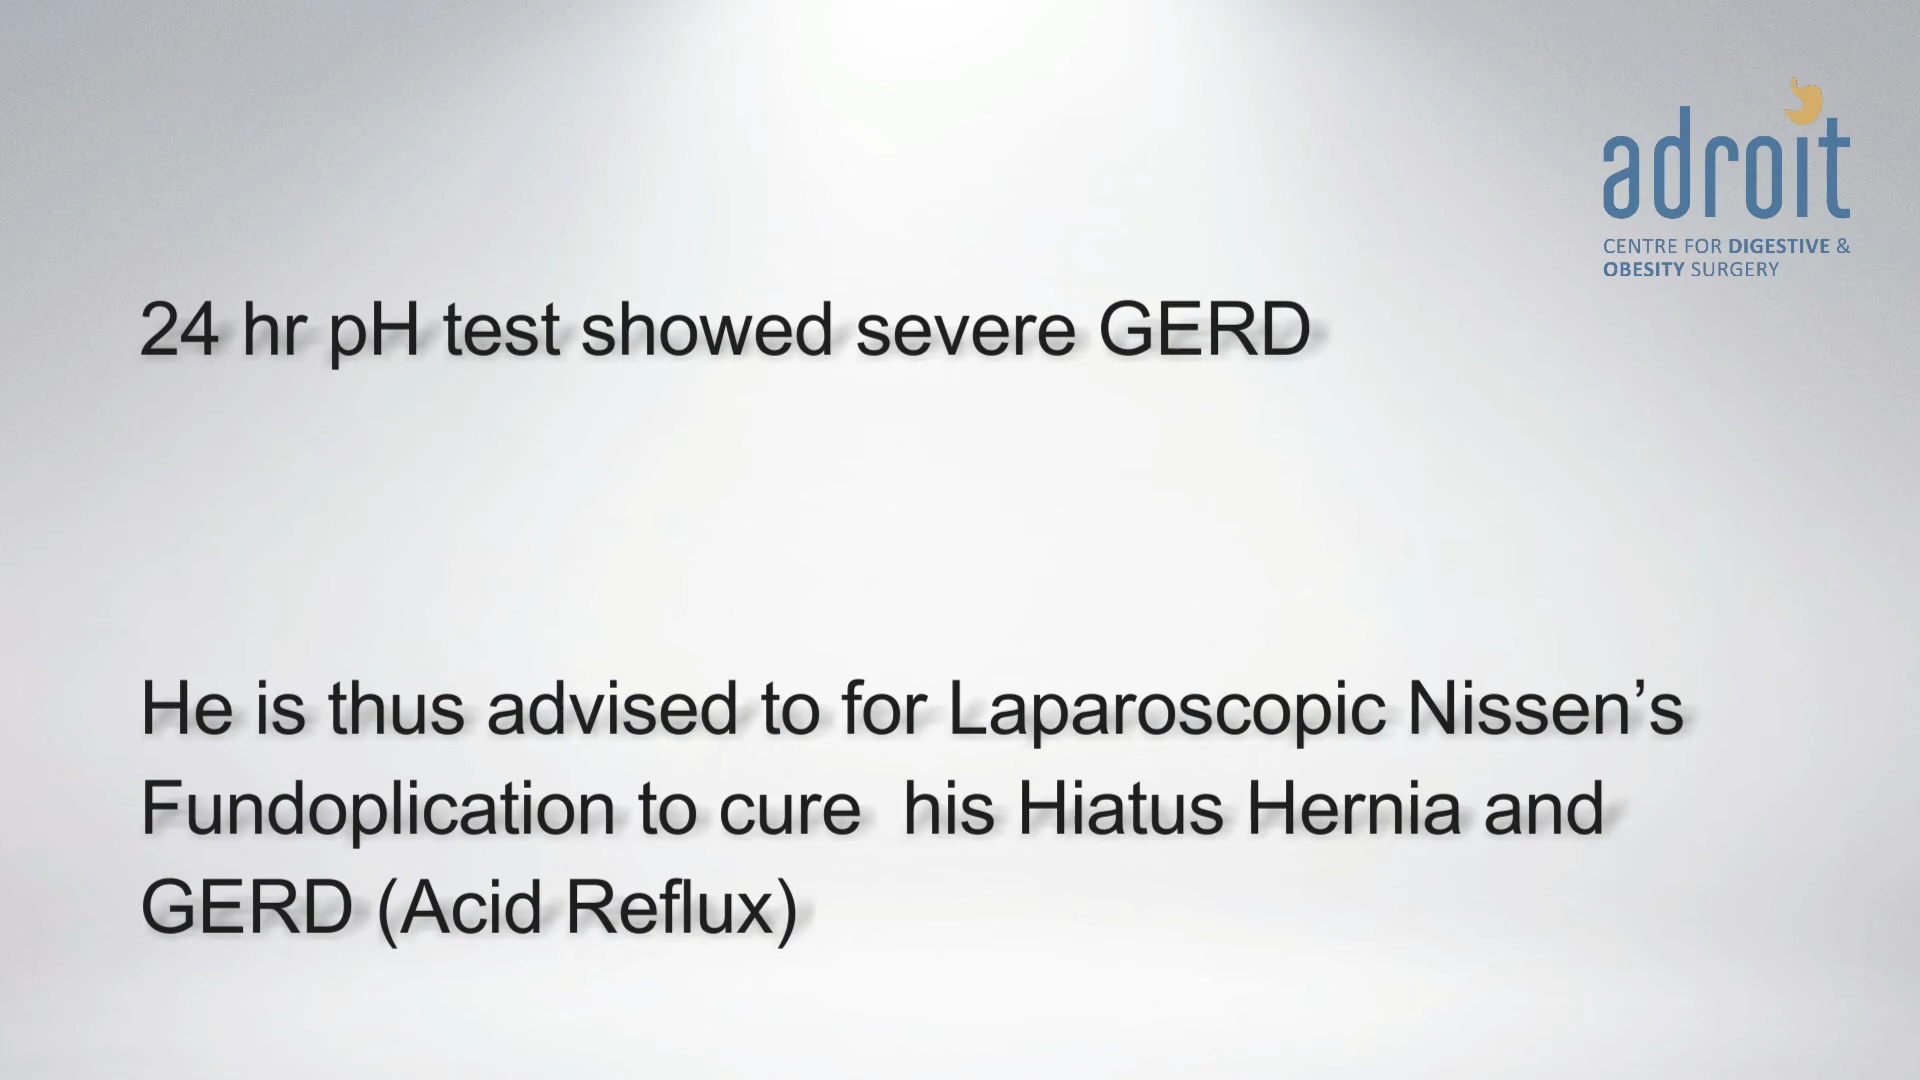 adroit
CENTRE FOR DIGESTIVE &
OBESITY SURGERY
24 hr pH test showed severe GERD
He is thus advised to for Laparoscopic Nissen’s
Fundoplication to cure  his Hiatus Hernia and
GERD (Acid Reflux)